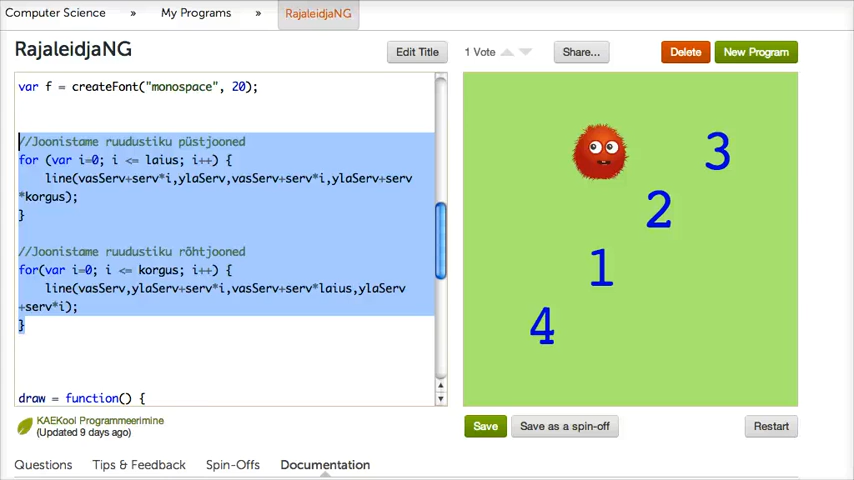 Computer Science » My Programs » RajaleidjaNG
RajaleidjaNG
Edit Title
1 Vote
Share...
Delete
New Program
var f = createFont("monospace", 20);
//Joonistame ruudustiku püstjooned
for (var i=0; i <= laius; i++) {
line(vasServ+serv*i,ylaServ,vasServ+serv*i,ylaServ+serv
*korgus);
}
//Joonistame ruudustiku rõhtjooned
for(var i=0; i <= korgus; i++) {
line(vasServ,ylaServ+serv*i,vasServ+serv*laius,ylaServ
+serv*i);
}
draw = function() {
3
2
1
4
KAEKool Programmeerimine
(Updated 9 days ago)
Save
Save as a spin-off
Restart
Questions
Tips & Feedback
Spin-Offs
Documentation